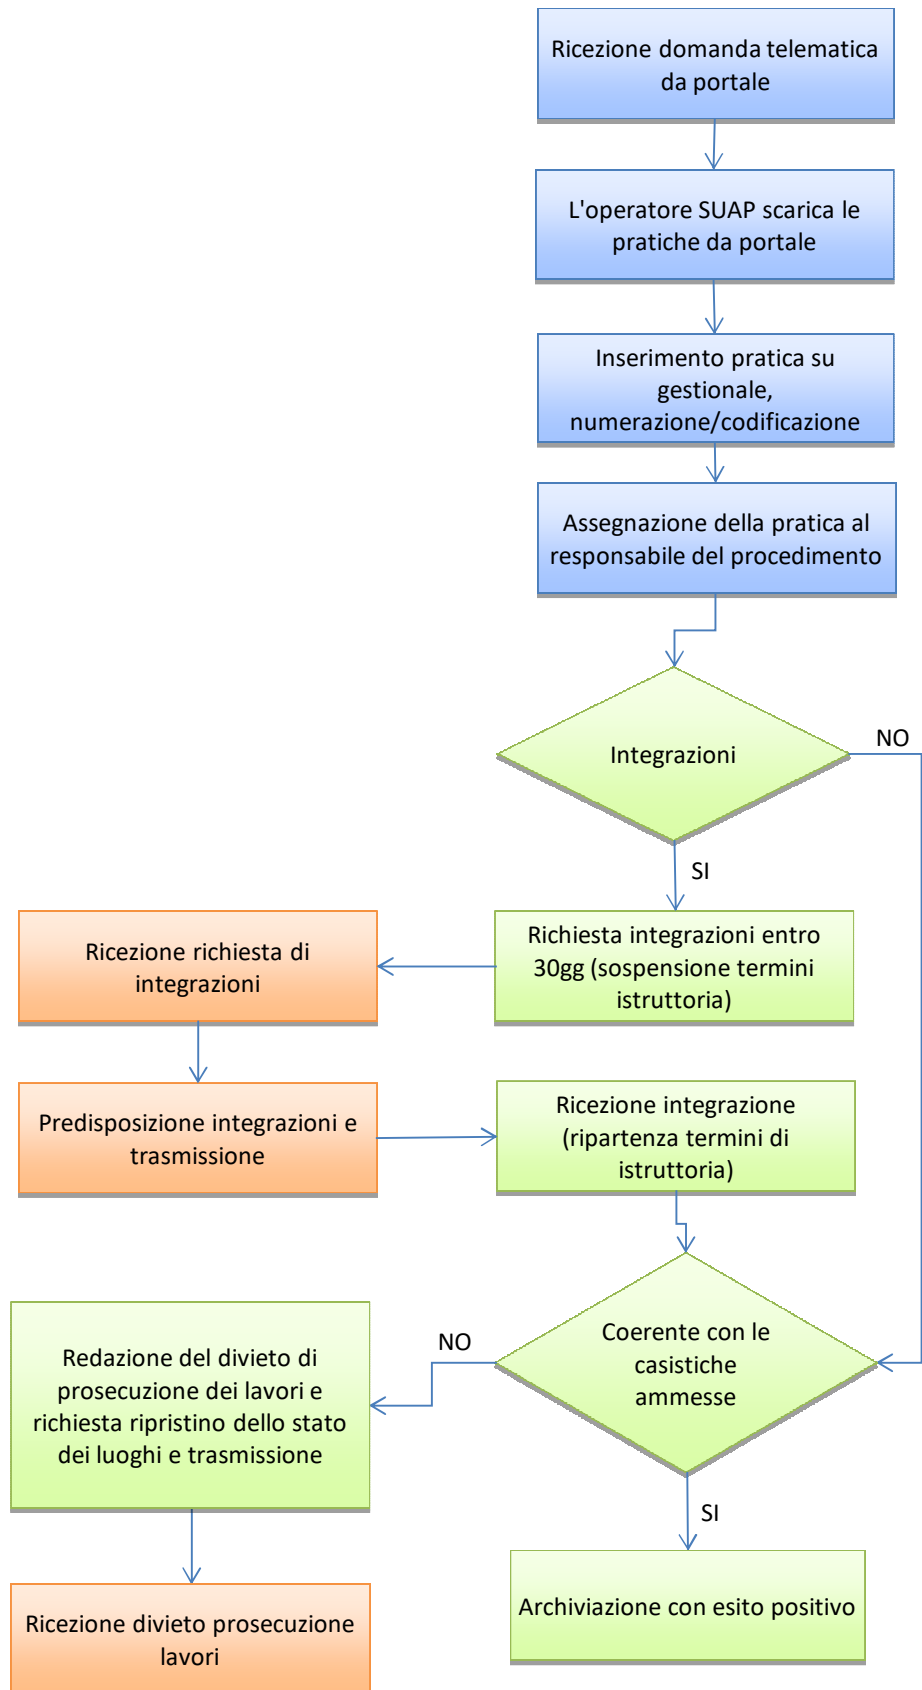 Ricezione domanda telematica
da portale
L'operatore SUAP scarica le
pratiche da portale
Inserimento pratica su
gestionale,
numerazione/codificazione
Assegnazione della pratica al
responsabile del procedimento
Integrazioni
NO
SI
Richiesta integrazioni entro
30gg (sospensione termini
istruttoria)
Ricezione richiesta di
integrazioni
Predisposizione integrazioni e
trasmissione
Ricezione integrazione
(ripartenza termini di
istruttoria)
Coerente con le
casistiche
ammesse
NO
Redazione del divieto di
prosecuzione dei lavori e
richiesta ripristino dello stato
dei luoghi e trasmissione
SI
Ricezione divieto prosecuzione
lavori
Archiviazione con esito positivo